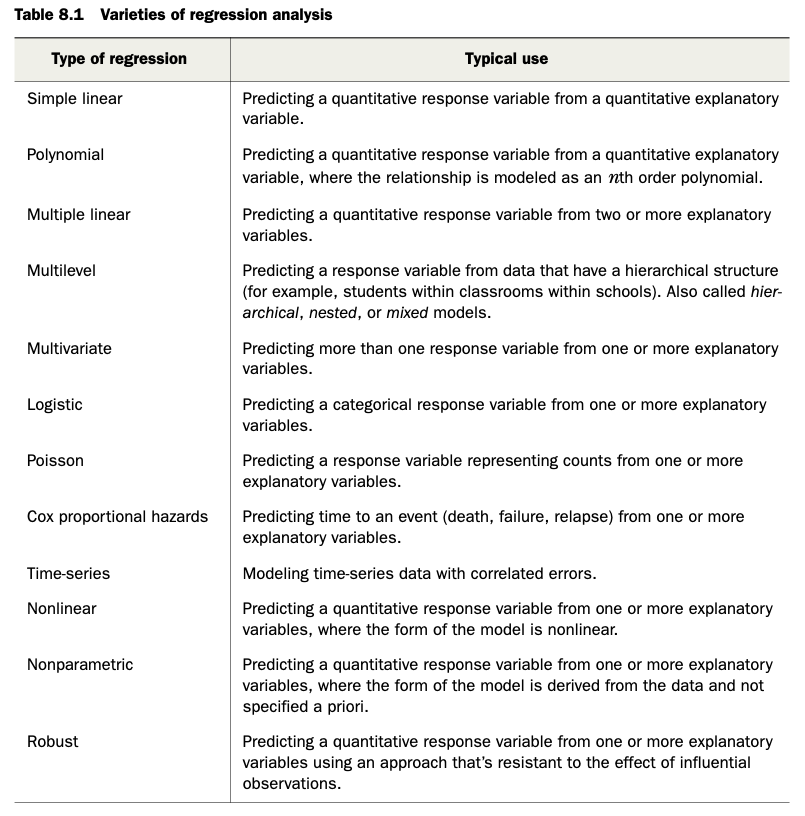 Table 8.1 Varieties of regression analysis
Type of regression Typical use
Simple linear Predicting a quantitative response variable from a quantitative explanatory
variable.
Polynomial Predicting a quantitative response variable from a quantitative explanatory
variable, where the relationship is modeled as an nth order polynomial.
Multiple linear Predicting a quantitative response variable from two or more explanatory
variables.
Multilevel Predicting a response variable from data that have a hierarchical structure
(for example, students within classrooms within schools). Also called hier-
archical, nested, or mixed models.
Multivariate Predicting more than one response variable from one or more explanatory
variables.
Logistic Predicting a categorical response variable from one or more explanatory
variables.
Poisson Predicting a response variable representing counts from one or more
explanatory variables.
Cox proportional hazards Predicting time to an event (death, failure, relapse) from one or more
explanatory variables.
Time-series Modeling time-series data with correlated errors.
Nonlinear Predicting a quantitative response variable from one or more explanatory
variables, where the form of the model is nonlinear.
Nonparametric Predicting a quantitative response variable from one or more explanatory
variables, where the form of the model is derived from the data and not
specified a priori.
Robust Predicting a quantitative response variable from one or more explanatory
variables using an approach that's resistant to the effect of influential
observations.